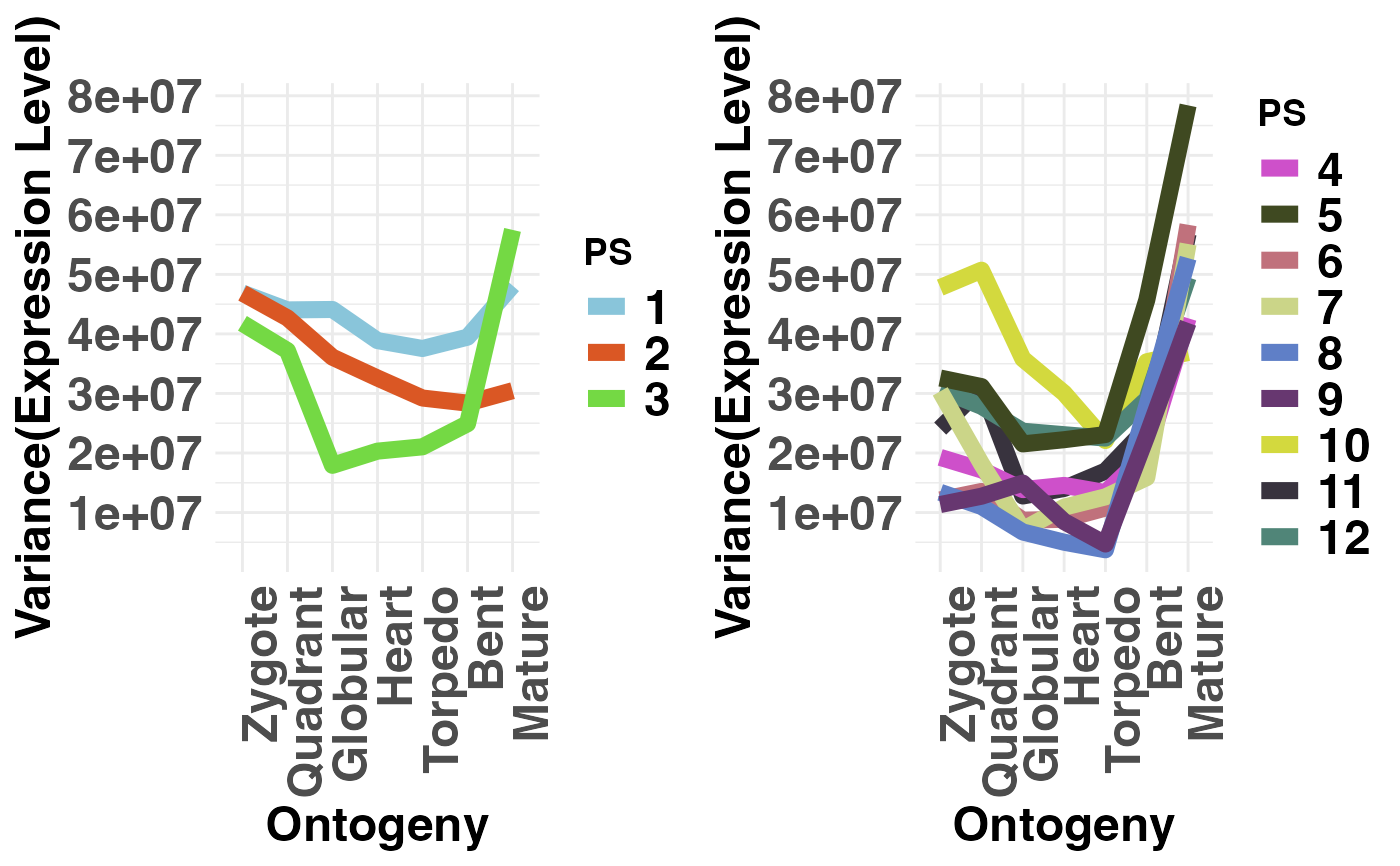 Variance(Expression Level)
8e+07
7e+07
6e+07
5e+07
4e+07
3e+07
2e+07
1e+07
Zygote
Quadrant
Globular
Heart
Torpedo
Bent
Mature
Ontogeny
PS
1
2
3
Variance(Expression Level)
8e+07
7e+07
6e+07
5e+07
4e+07
3e+07
2e+07
1e+07
Zygote
Quadrant
Globular
Heart
Torpedo
Bent
Mature
Ontogeny
PS
4
5
6
7
8
9
10
11
12